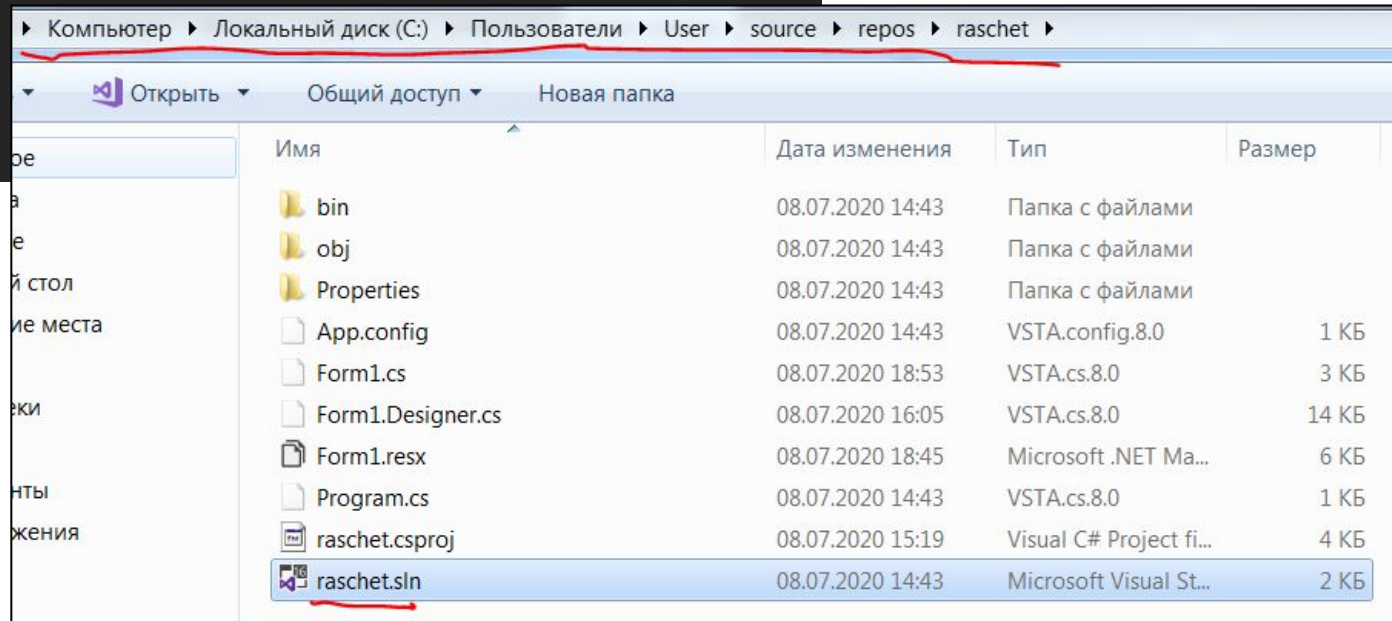 Компьютер Локальный диск (C:) Пользователи User source repos raschet
Открыть Общий доступ Новая папка
Имя Дата изменения Тип Размер
ое
а
е
й стол
ие места
еки
нты
жения
bin 08.07.2020 14:43 Папка с файлами
obj 08.07.2020 14:43 Папка с файлами
Properties 08.07.2020 14:43 Папка с файлами
App.config 08.07.2020 14:43 VSTA.config.8.0 1 КБ
Form1.cs 08.07.2020 18:53 VSTA.cs.8.0 3 КБ
Form1.Designer.cs 08.07.2020 16:05 VSTA.cs.8.0 14 КБ
Form1.resx 08.07.2020 18:45 Microsoft .NET Ma... 6 КБ
Program.cs 08.07.2020 14:43 VSTA.cs.8.0 1 КБ
raschet.csproj 08.07.2020 15:19 Visual C# Project fi... 4 КБ
raschet.sln 08.07.2020 14:43 Microsoft Visual St... 2 КБ